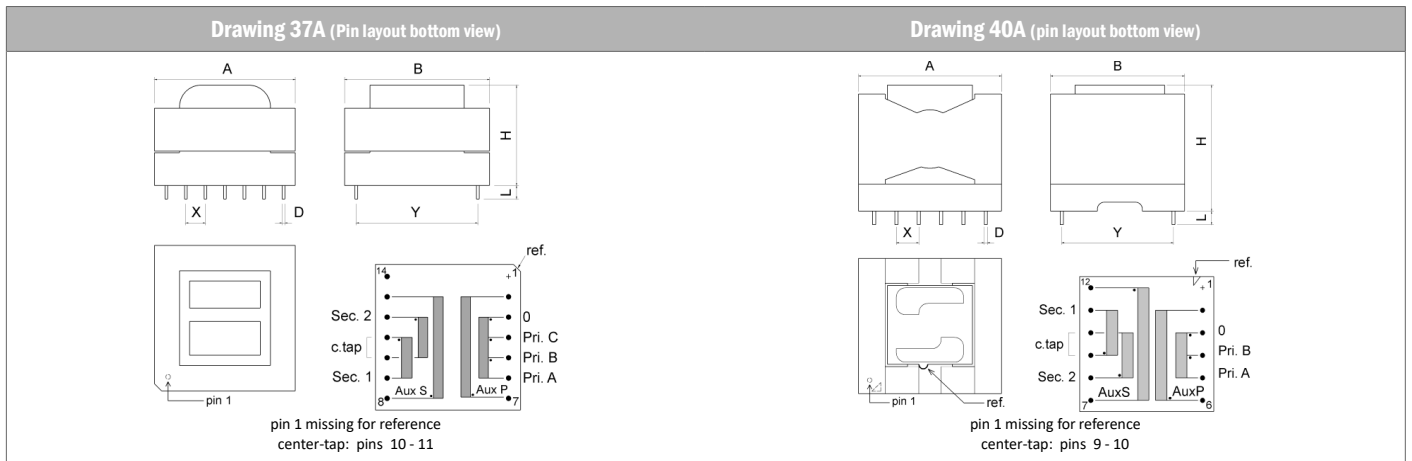 Drawing 37A (Pin layout bottom view)
A
B
H
L
X
D
Y
ref.
14
1
Sec. 2
0
c.tap
Pri. C
Pri. B
Sec. 1
Pri. A
Aux S
Aux P
8
7
pin 1
pin 1 missing for reference
center-tap: pins 10 - 11
Drawing 40A (pin layout bottom view)
A
B
H
L
X
D
Y
ref.
12
1
Sec. 1
0
c.tap
Pri. B
Sec. 2
Pri. A
AuxS
AuxP
7
6
pin 1
ref.
pin 1 missing for reference
center-tap: pins 9 - 10